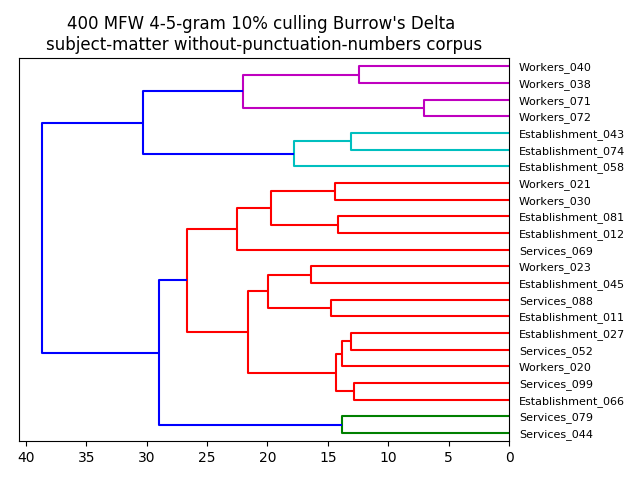 400 MFW 4-5-gram 10% culling Burrow's Delta
subject-matter without-punctuation-numbers corpus
Workers_040
Workers_038
Workers_071
Workers_072
Establishment_043
Establishment_074
Establishment_058
Workers_021
Workers_030
Establishment_081
Establishment_012
Services_069
Workers_023
Establishment_045
Services_088
Establishment_011
Establishment_027
Services_052
Workers_020
Services_099
Establishment_066
Services_079
Services_044
40 35 30 25 20 15 10 5 0